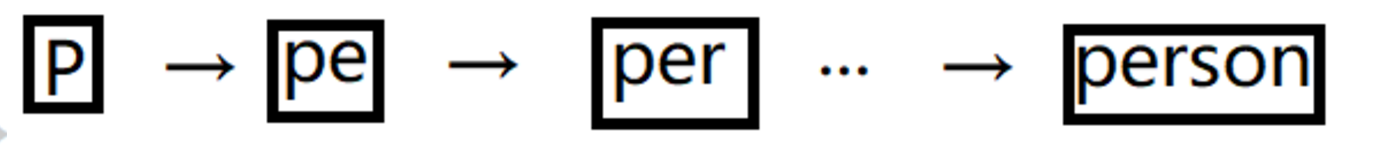 P → pe → per ... → person